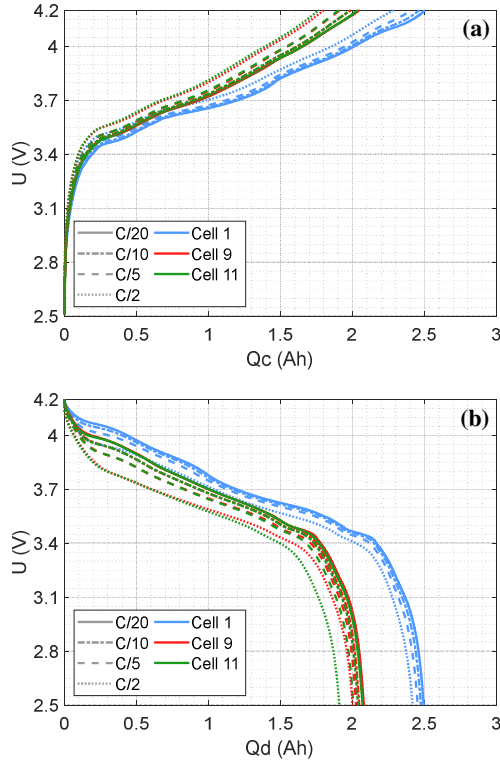 4.2
(a)
4
3.7
3.4
3.1
2.8
2.5
U (V)
C/20 Cell 1
C/10 Cell 9
C/5 Cell 11
C/2
0 0.5 1 1.5 2 2.5 3
Qc (Ah)
4.2
(b)
4
3.7
3.4
3.1
2.8
2.5
U (V)
C/20 Cell 1
C/10 Cell 9
C/5 Cell 11
C/2
0 0.5 1 1.5 2 2.5 3
Qd (Ah)